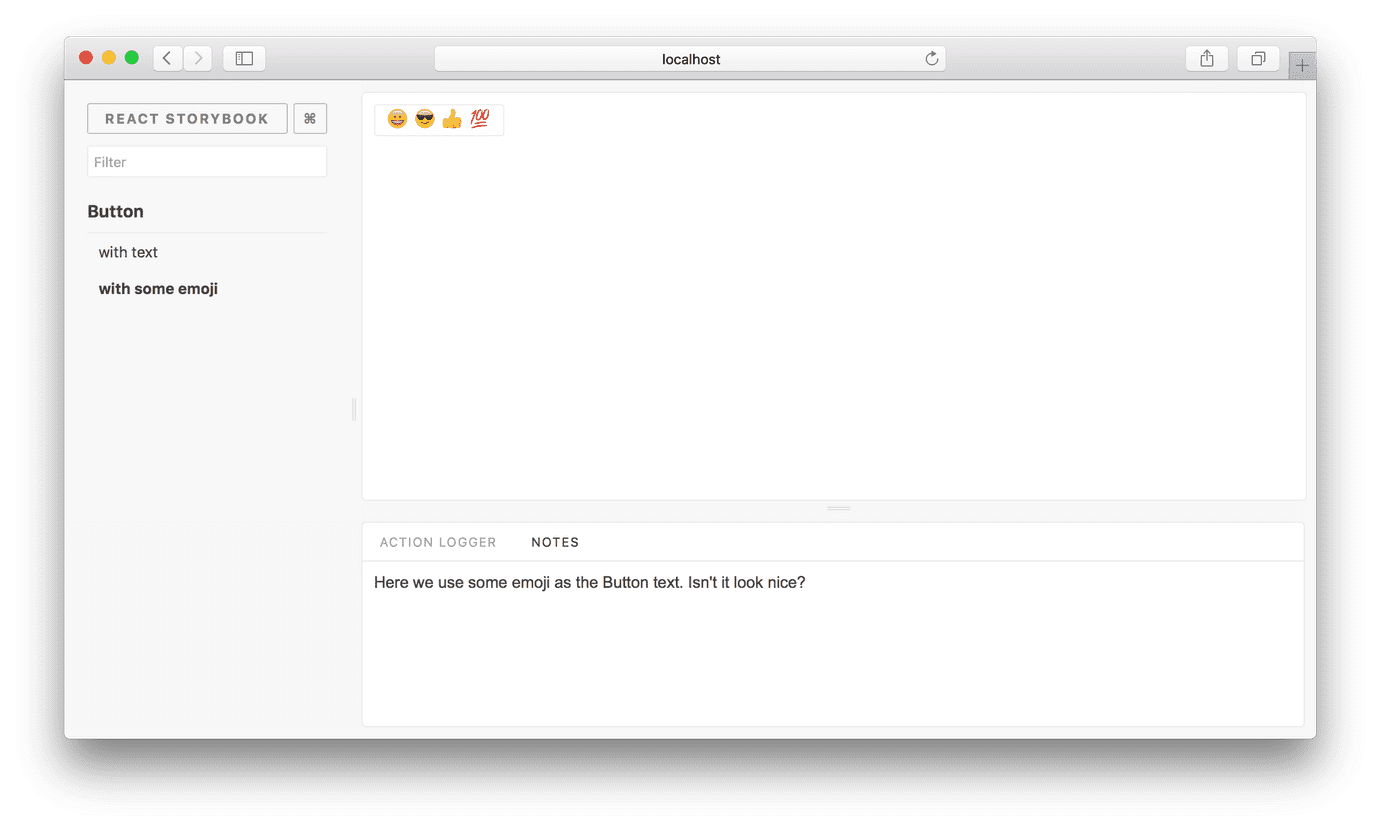 localhost
REACT STORYBOOK ⌘
Filter
Button
with text
with some emoji
😀 😎 👍 💯
ACTION LOGGER NOTES
Here we use some emoji as the Button text. Isn't it look nice?